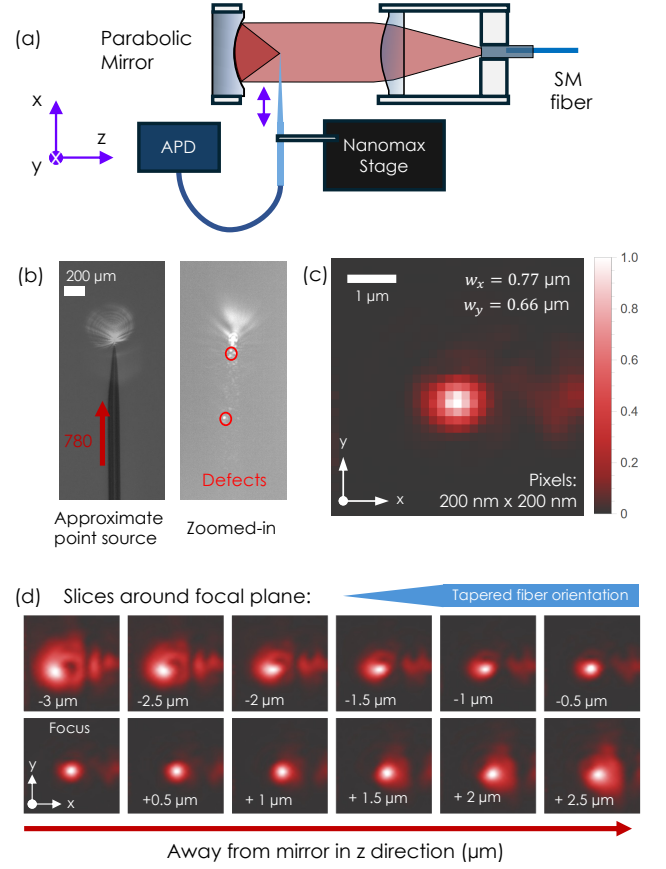 (a)
Parabolic
Mirror
SM
fiber
x
z
y
APD
Nanomax
Stage
(b)
200 µm
780
Defects
Approximate
point source
Zoomed-in
(c)
1 µm
w_x = 0.77 µm
w_y = 0.66 µm
y
x
Pixels:
200 nm x 200 nm
1.0
0.8
0.6
0.4
0.2
0
(d) Slices around focal plane:
Tapered fiber orientation
-3 µm
-2.5 µm
-2 µm
-1.5 µm
-1 µm
-0.5 µm
Focus
y
x
+0.5 µm
+ 1 µm
+ 1.5 µm
+ 2 µm
+ 2.5 µm
Away from mirror in z direction (µm)